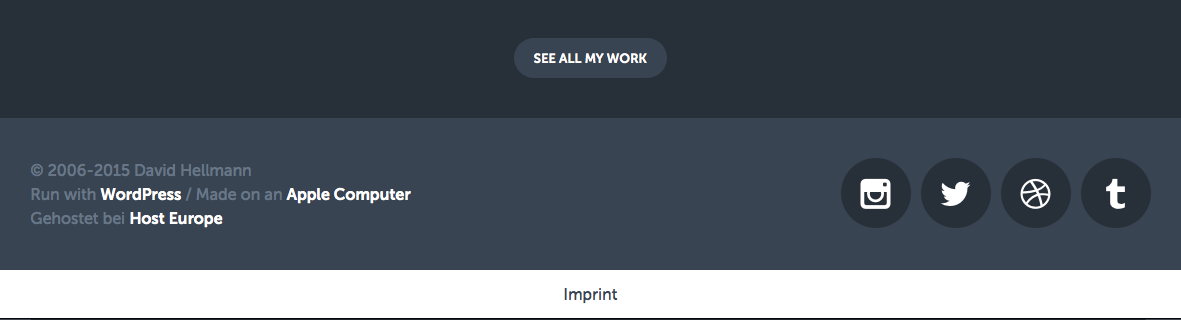 SEE ALL MY WORK
© 2006-2015 David Hellmann
Run with WordPress / Made on an Apple Computer
Gehostet bei Host Europe
Imprint